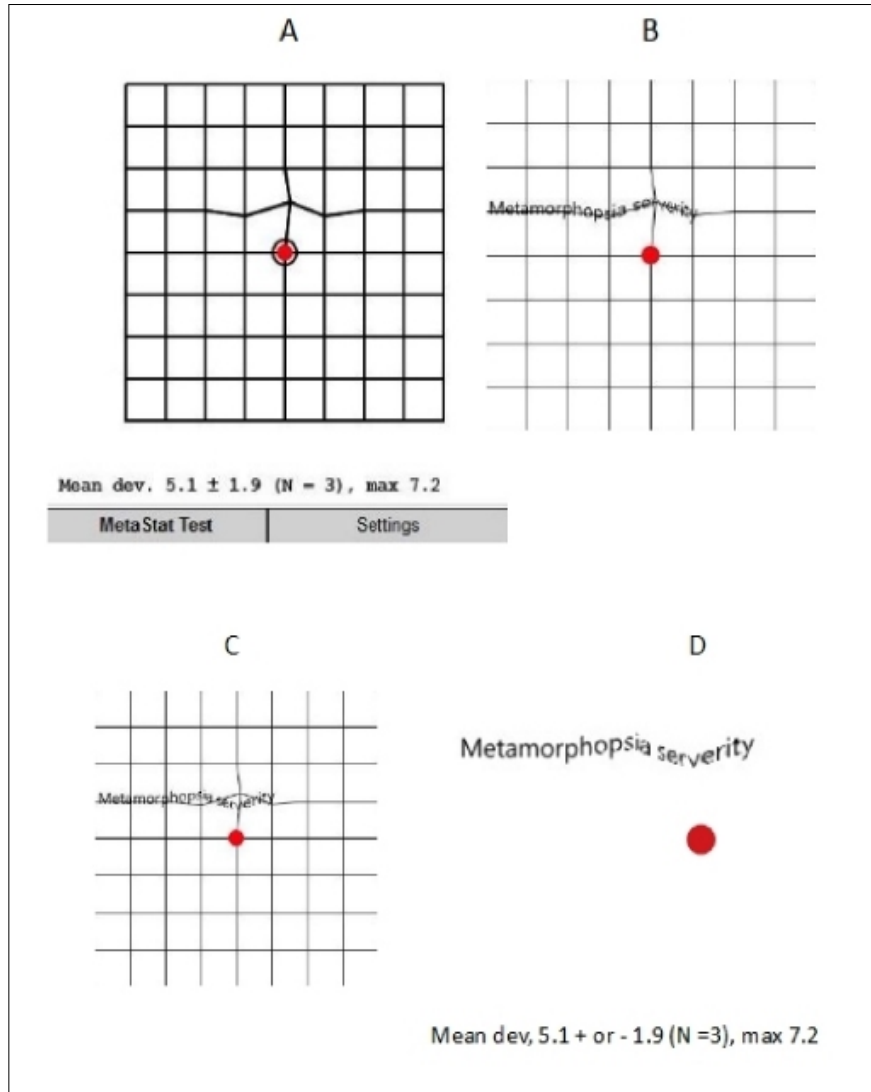 A
B
Metamorphopsia serverity
Mean dev. 5.1 ± 1.9 (N = 3), max 7.2
MetaStat Test
Settings
C
D
Metamorphopsia serverity
Metamorphopsia serverity
Mean dev, 5.1 + or - 1.9 (N =3), max 7.2